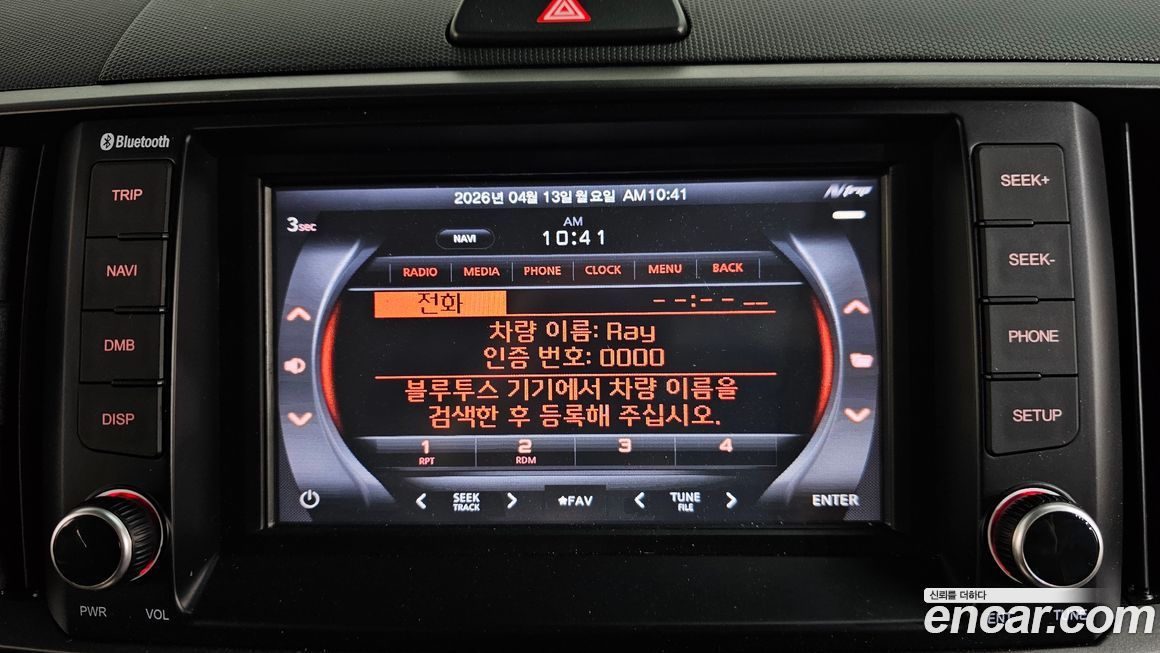 Bluetooth
TRIP
NAVI
DMB
DISP
PWR
VOL
2026년 04월 13일 월요일 AM10:41
3sec
NAVI
AM
10:41
RADIO MEDIA PHONE CLOCK MENU BACK
전화
--:-- --
차량 이름: Ray
인증 번호: 0000
블루투스 기기에서 차량 이름을
검색한 후 등록해 주십시오.
1 2 3 4
RPT RDM
SEEK
TRACK
★FAV
TUNE
FILE
ENTER
SEEK+
SEEK-
PHONE
SETUP
TUNE
신뢰를 더하다
encar.com